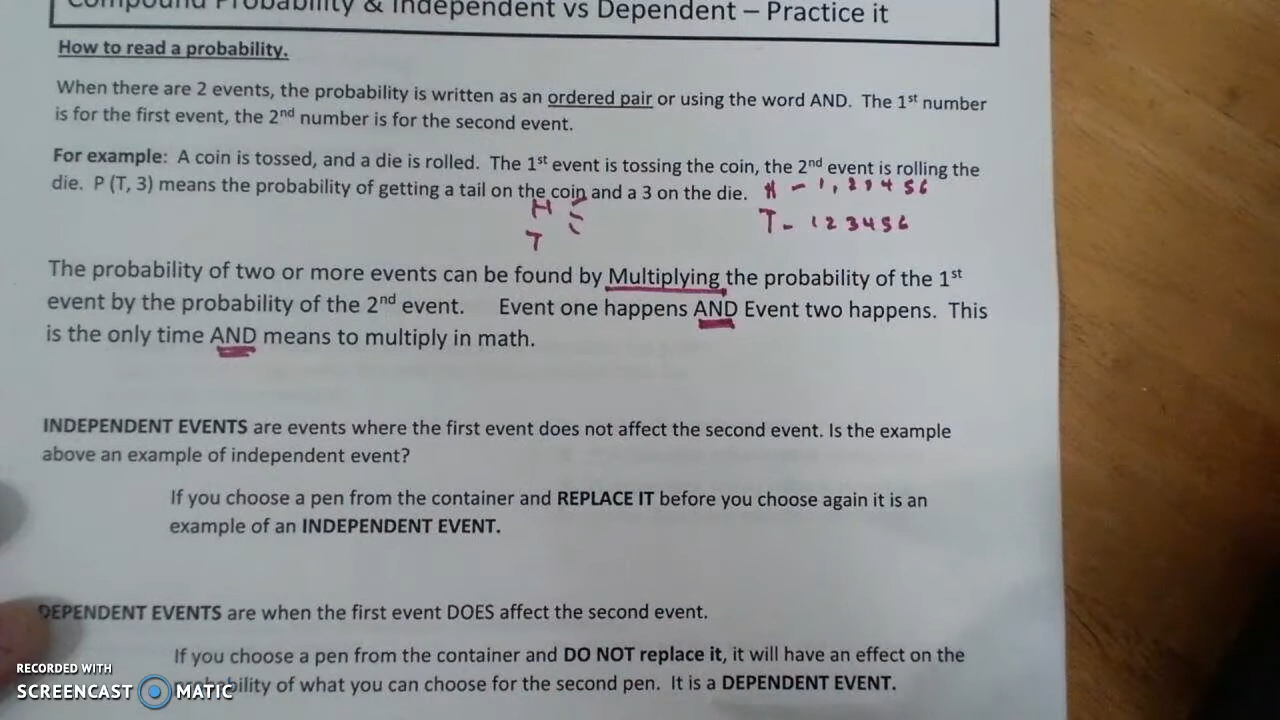 Compound Probability & Independent vs Dependent – Practice it
How to read a probability.
When there are 2 events, the probability is written as an ordered pair or using the word AND. The 1st number
is for the first event, the 2nd number is for the second event.
For example: A coin is tossed, and a die is rolled. The 1st event is tossing the coin, the 2nd event is rolling the
die. P (T, 3) means the probability of getting a tail on the coin and a 3 on the die. H - 1, 2 3 4 5 6
H
T
T - 1 2 3 4 5 6
The probability of two or more events can be found by Multiplying the probability of the 1st
event by the probability of the 2nd event. Event one happens AND Event two happens. This
is the only time AND means to multiply in math.
INDEPENDENT EVENTS are events where the first event does not affect the second event. Is the example
above an example of independent event?
If you choose a pen from the container and REPLACE IT before you choose again it is an
example of an INDEPENDENT EVENT.
DEPENDENT EVENTS are when the first event DOES affect the second event.
If you choose a pen from the container and DO NOT replace it, it will have an effect on the
probability of what you can choose for the second pen. It is a DEPENDENT EVENT.
RECORDED WITH
SCREENCAST MATIC